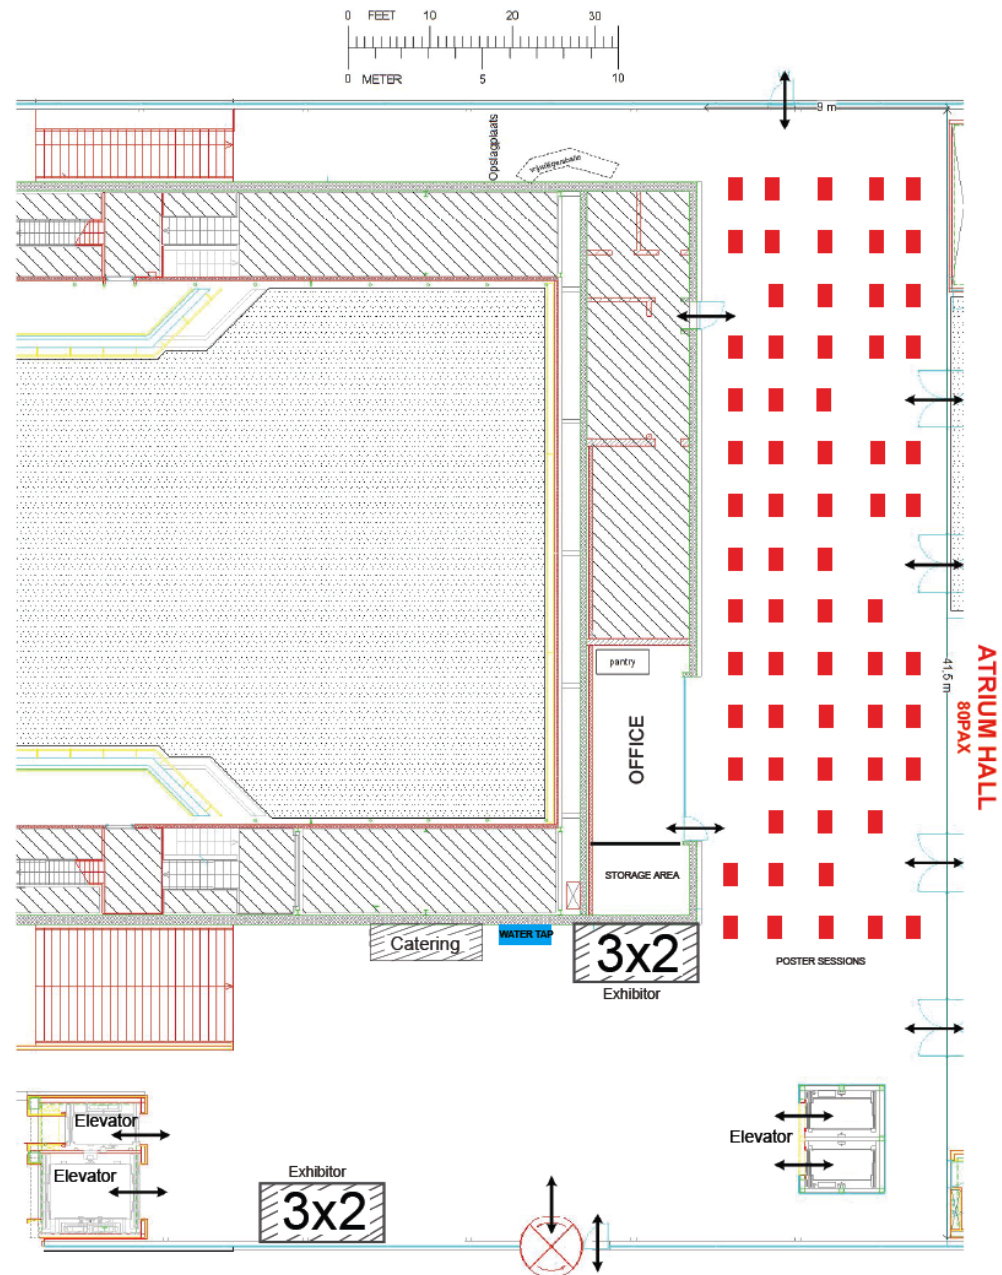 0 FEET 10 20 30
0 METER 5 10
9 m
Opslagplaats
vrijwilligersbalie
pantry
OFFICE
41.5 m
ATRIUM HALL
80PAX
STORAGE AREA
Catering
WATER TAP
3x2
Exhibitor
POSTER SESSIONS
Elevator
Elevator
Elevator
Exhibitor
3x2